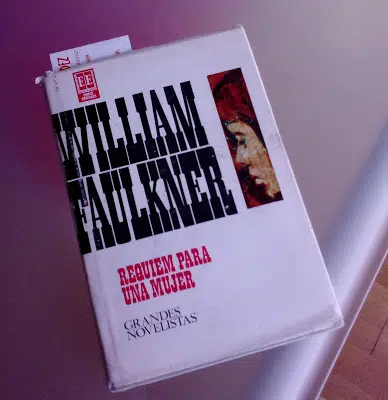 WILLIAM
FAULKNER
REQUIEM PARA
UNA MUJER
GRANDES
NOVELISTAS